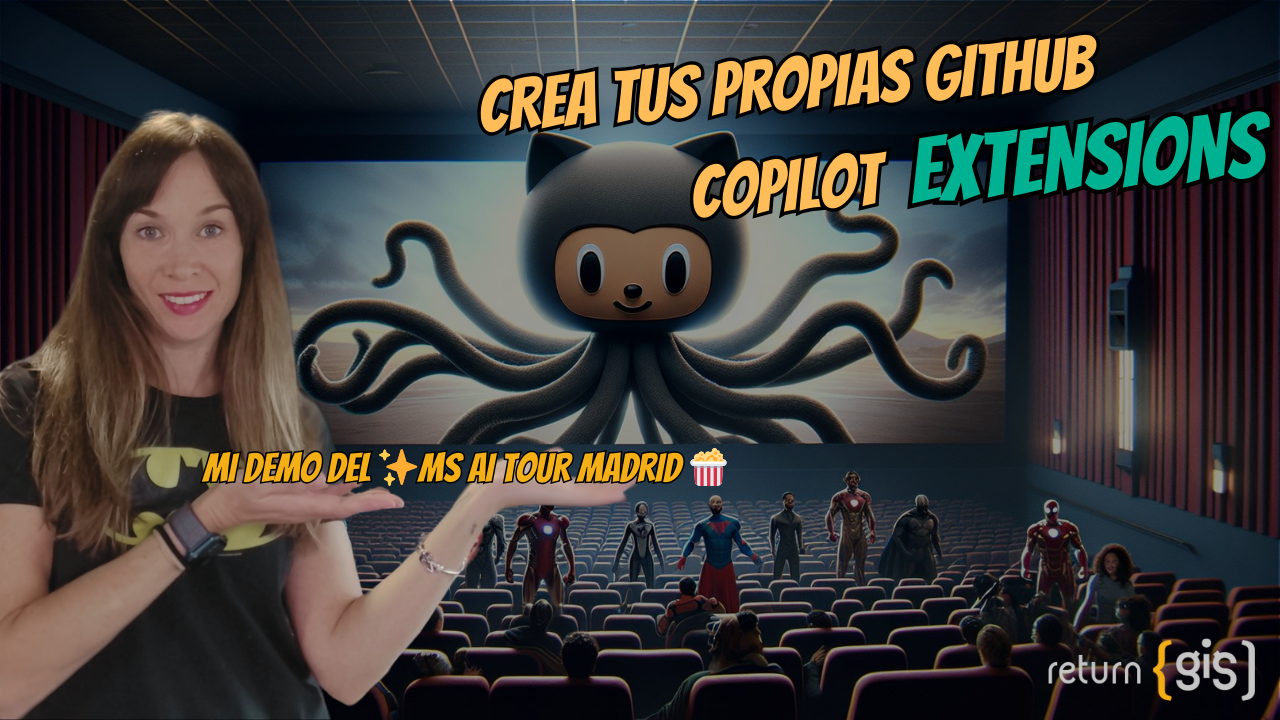 CREA TUS PROPIAS GITHUB
COPILOT EXTENSIONS
MI DEMO DEL ✨MS AI TOUR MADRID 🍿
return {gis]